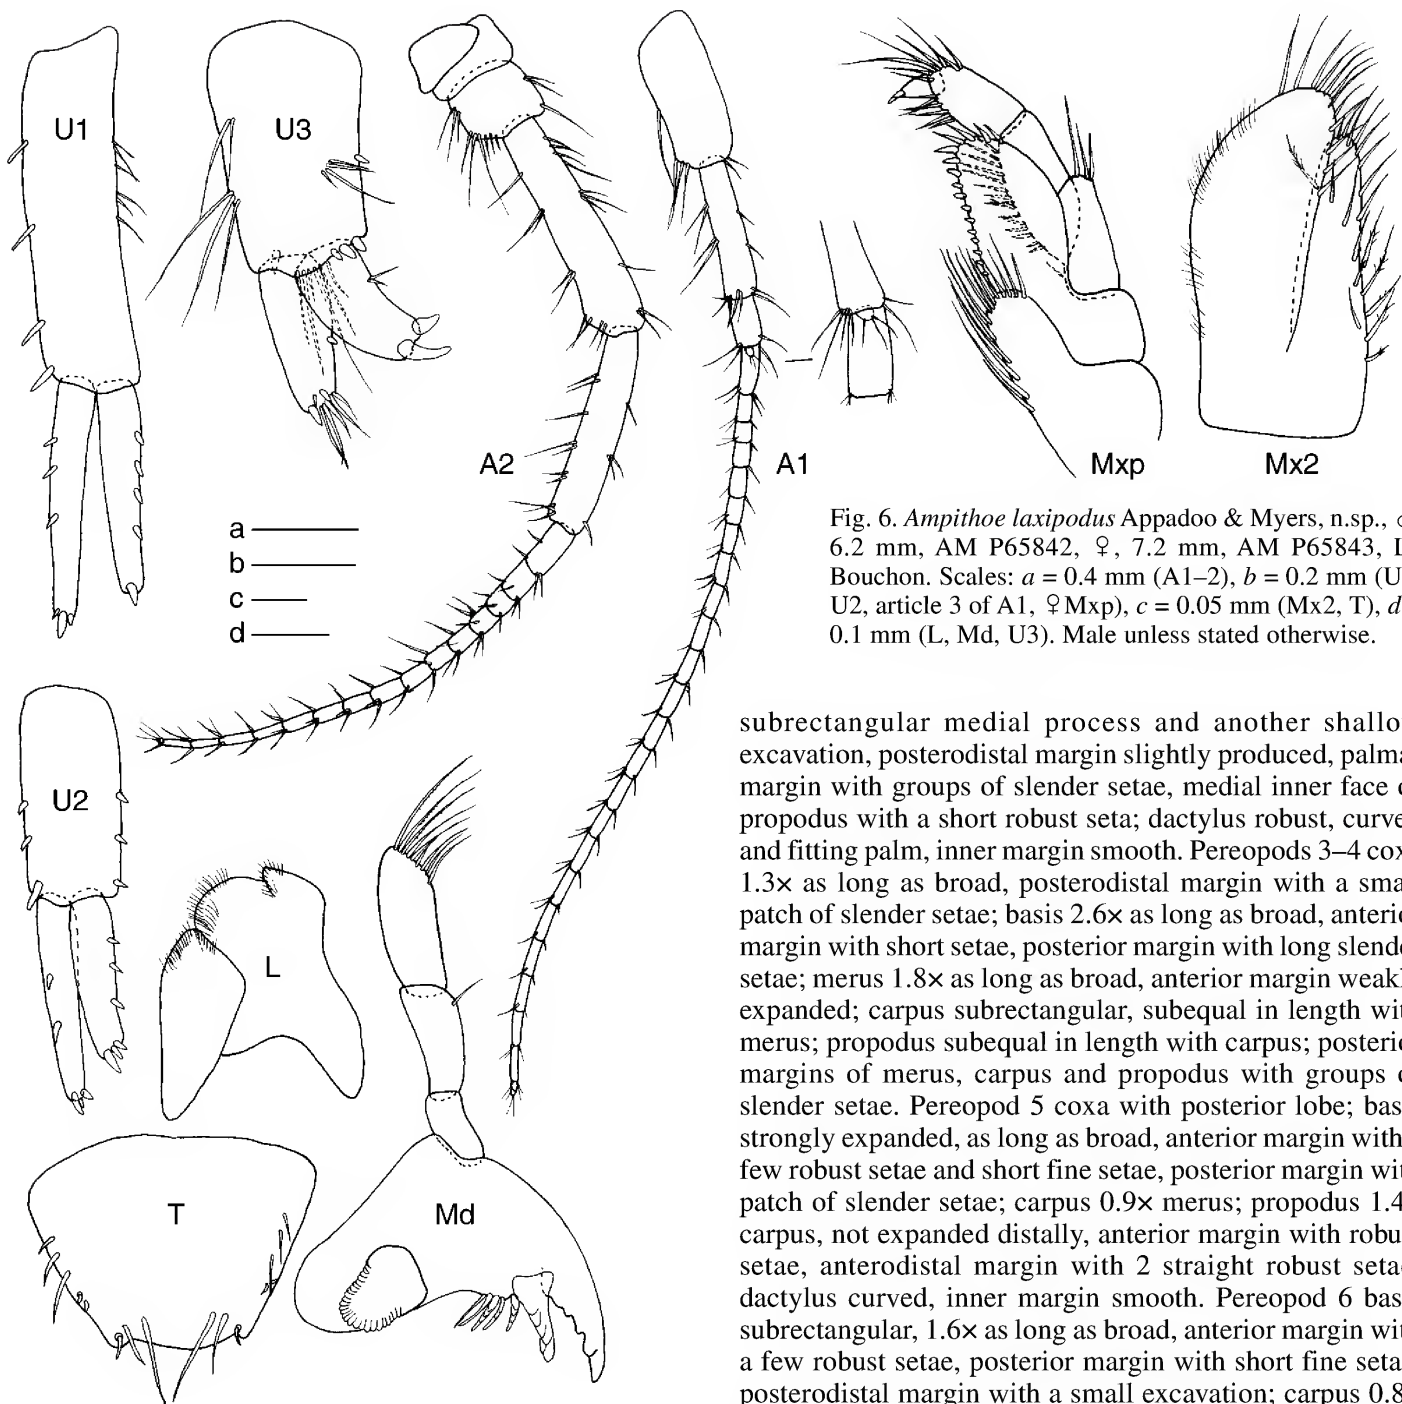 U1
U3
A2
A1
Mxp
Mx2
a
b
c
d
Fig. 6. Ampithoe laxipodus Appadoo & Myers, n.sp., ♂
6.2 mm, AM P65842, ♀, 7.2 mm, AM P65843,
Bouchon. Scales: a = 0.4 mm (A1–2), b = 0.2 mm
U2, article 3 of A1, ♀Mxp), c = 0.05 mm (Mx2, T), d
0.1 mm (L, Md, U3). Male unless stated otherwise.
U2
L
T
Md
subrectangular medial process and another
excavation, posterodistal margin slightly produced,
margin with groups of slender setae, medial inner face
propodus with a short robust seta; dactylus robust,
and fitting palm, inner margin smooth. Pereopods 3–4
1.3× as long as broad, posterodistal margin with a
patch of slender setae; basis 2.6× as long as broad,
margin with short setae, posterior margin with long
setae; merus 1.8× as long as broad, anterior margin
expanded; carpus subrectangular, subequal in length
merus; propodus subequal in length with carpus;
margins of merus, carpus and propodus with groups
slender setae. Pereopod 5 coxa with posterior lobe;
strongly expanded, as long as broad, anterior margin with
few robust setae and short fine setae, posterior margin
patch of slender setae; carpus 0.9× merus; propodus 1.4
carpus, not expanded distally, anterior margin with
setae, anterodistal margin with 2 straight robust
dactylus curved, inner margin smooth. Pereopod 6
subrectangular, 1.6× as long as broad, anterior margin
a few robust setae, posterior margin with short fine
posterodistal margin with a small excavation; carpus 0.8